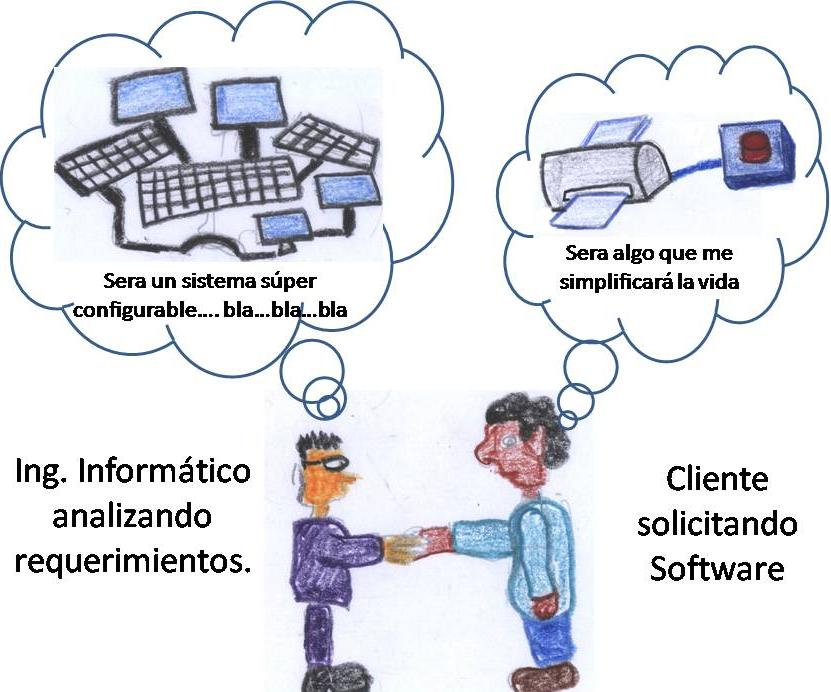 Sera un sistema súper
configurable.... bla...bla...bla
Sera algo que me
simplificará la vida
Ing. Informático
analizando
requerimientos.
Cliente
solicitando
Software